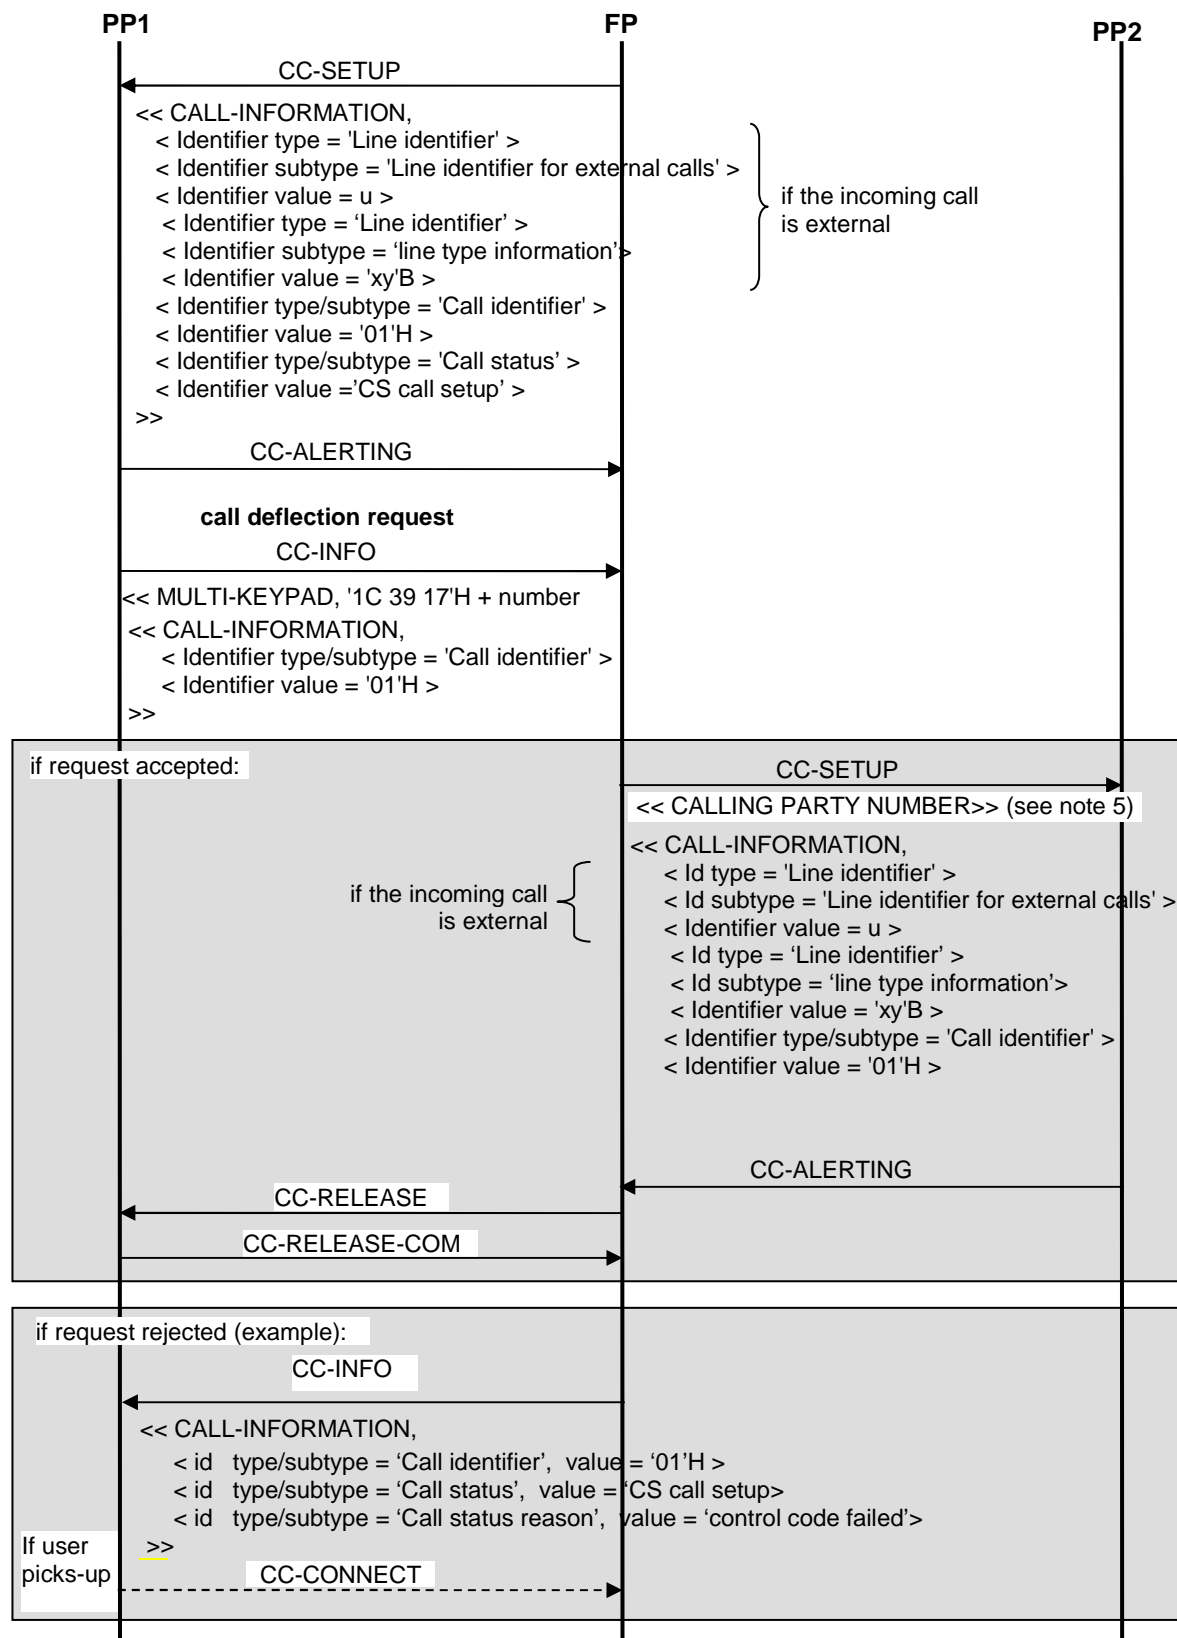 PP1
FP
PP2
CC-SETUP
<< CALL-INFORMATION,
< Identifier type = 'Line identifier' >
< Identifier subtype = 'Line identifier for external calls' >
< Identifier value = u >
< Identifier type = ‘Line identifier’ >
< Identifier subtype = ‘line type information’>
< Identifier value = 'xy'B >
if the incoming call
is external
< Identifier type/subtype = 'Call identifier' >
< Identifier value = '01'H >
< Identifier type/subtype = 'Call status’ >
< Identifier value =’CS call setup’ >
>>
CC-ALERTING
call deflection request
CC-INFO
<< MULTI-KEYPAD, '1C 39 17'H + number
<< CALL-INFORMATION,
< Identifier type/subtype = 'Call identifier' >
< Identifier value = '01'H >
>>
if request accepted:
CC-SETUP
<< CALLING PARTY NUMBER>> (see note 5)
<< CALL-INFORMATION,
< Id type = 'Line identifier' >
< Id subtype = 'Line identifier for external calls' >
< Identifier value = u >
if the incoming call
is external
< Id type = ‘Line identifier’ >
< Id subtype = ‘line type information’>
< Identifier value = 'xy'B >
< Identifier type/subtype = 'Call identifier' >
< Identifier value = '01'H >
CC-ALERTING
CC-RELEASE
CC-RELEASE-COM
if request rejected (example):
CC-INFO
<< CALL-INFORMATION,
< id type/subtype = ‘Call identifier’, value = ‘01’H >
< id type/subtype = ‘Call status’, value = ‘CS call setup>
< id type/subtype = ‘Call status reason’, value = ‘control code failed’>
>>
If user
picks-up
CC-CONNECT